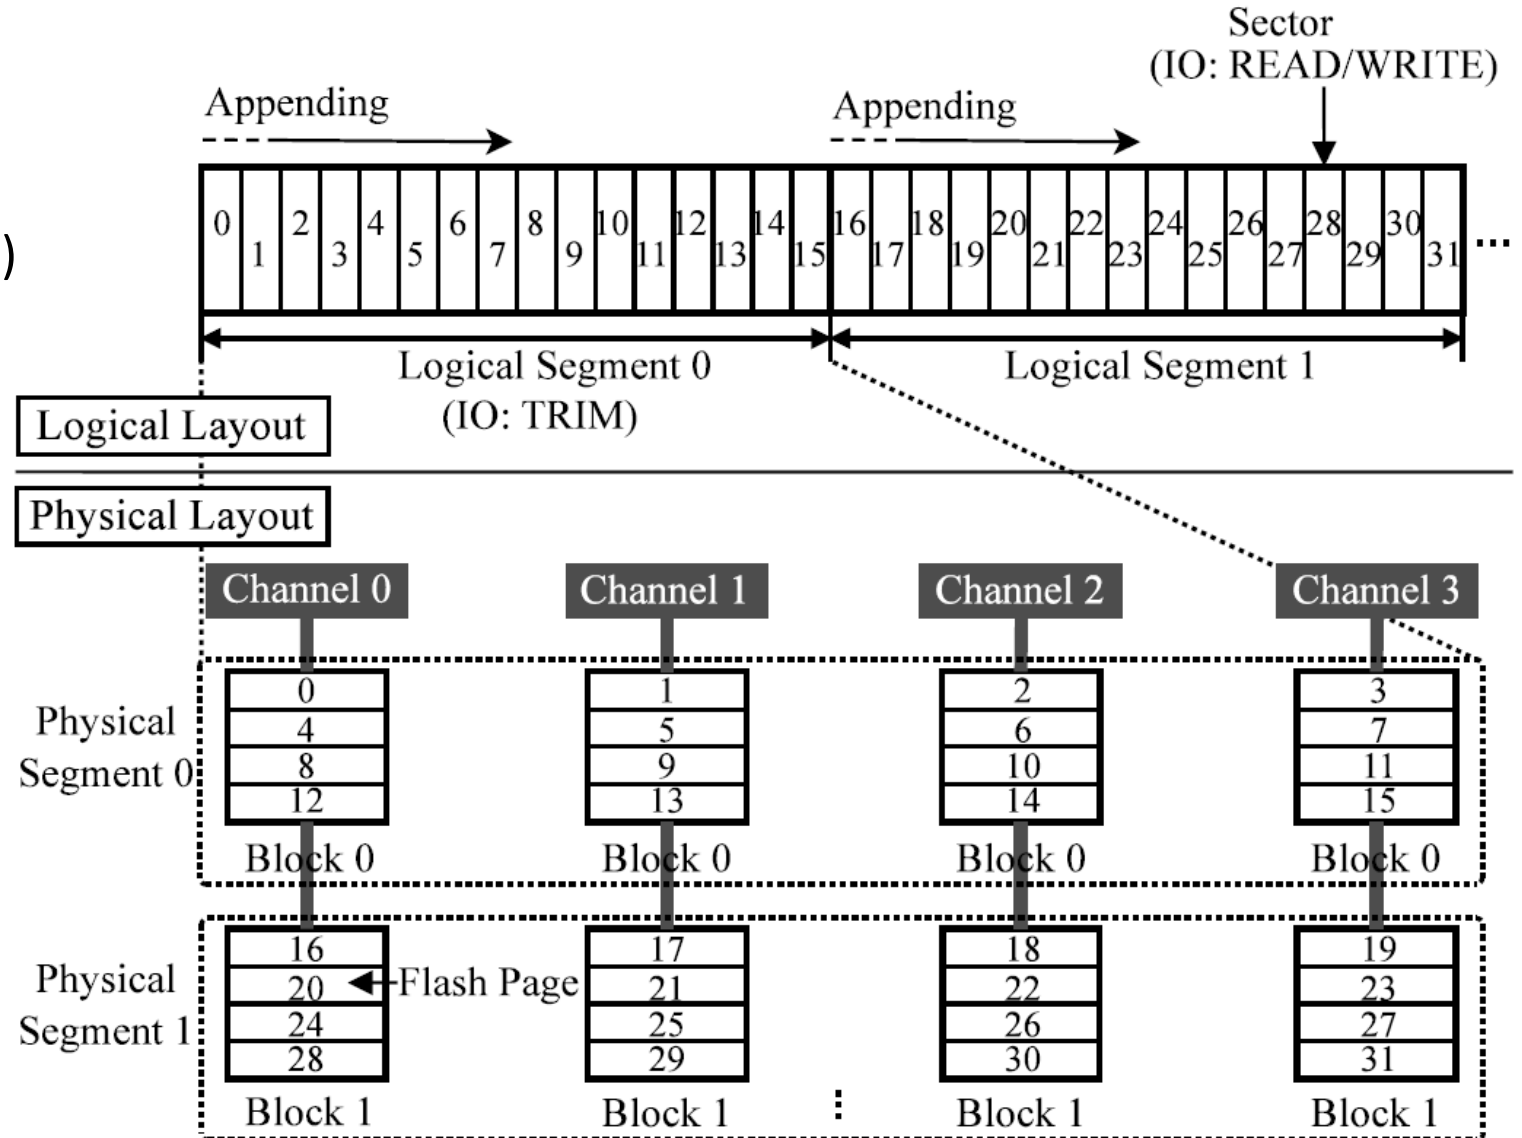 Sector
(IO: READ/WRITE)
Appending
Appending
)
0 1 2 3 4 5 6 7 8 9 10 11 12 13 14 15 16 17 18 19 20 21 22 23 24 25 26 27 28 29 30 31 ...
Logical Segment 0
(IO: TRIM)
Logical Segment 1
Logical Layout
Physical Layout
Channel 0 Channel 1 Channel 2 Channel 3
Physical
Segment 0
0 1 2 3
4 5 6 7
8 9 10 11
12 13 14 15
Block 0 Block 0 Block 0 Block 0
Physical
Segment 1
16 17 18 19
20 Flash Page 21 22 23
24 25 26 27
28 29 30 31
Block 1 Block 1 Block 1 Block 1